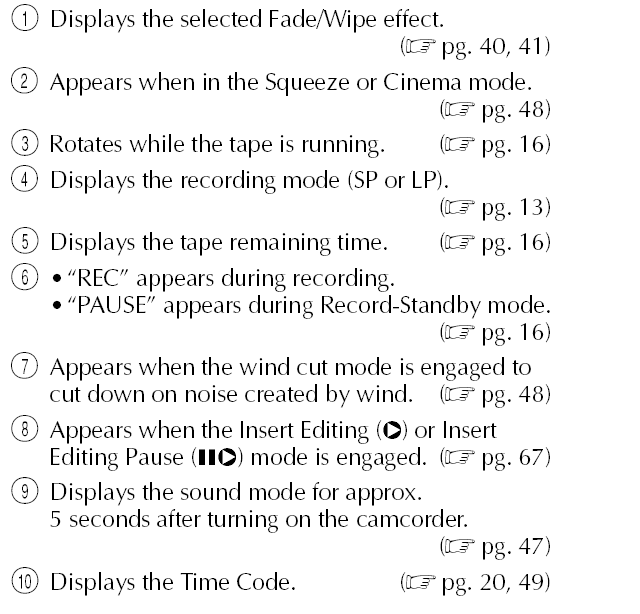 ① Displays the selected Fade/Wipe effect.
(☞ pg. 40, 41)
② Appears when in the Squeeze or Cinema mode.
(☞ pg. 48)
③ Rotates while the tape is running. (☞ pg. 16)
④ Displays the recording mode (SP or LP).
(☞ pg. 13)
⑤ Displays the tape remaining time. (☞ pg. 16)
⑥ • “REC” appears during recording.
• “PAUSE” appears during Record-Standby mode.
(☞ pg. 16)
⑦ Appears when the wind cut mode is engaged to
cut down on noise created by wind. (☞ pg. 48)
⑧ Appears when the Insert Editing (▶) or Insert
Editing Pause (❚❚▶) mode is engaged. (☞ pg. 67)
⑨ Displays the sound mode for approx.
5 seconds after turning on the camcorder.
(☞ pg. 47)
⑩ Displays the Time Code. (☞ pg. 20, 49)